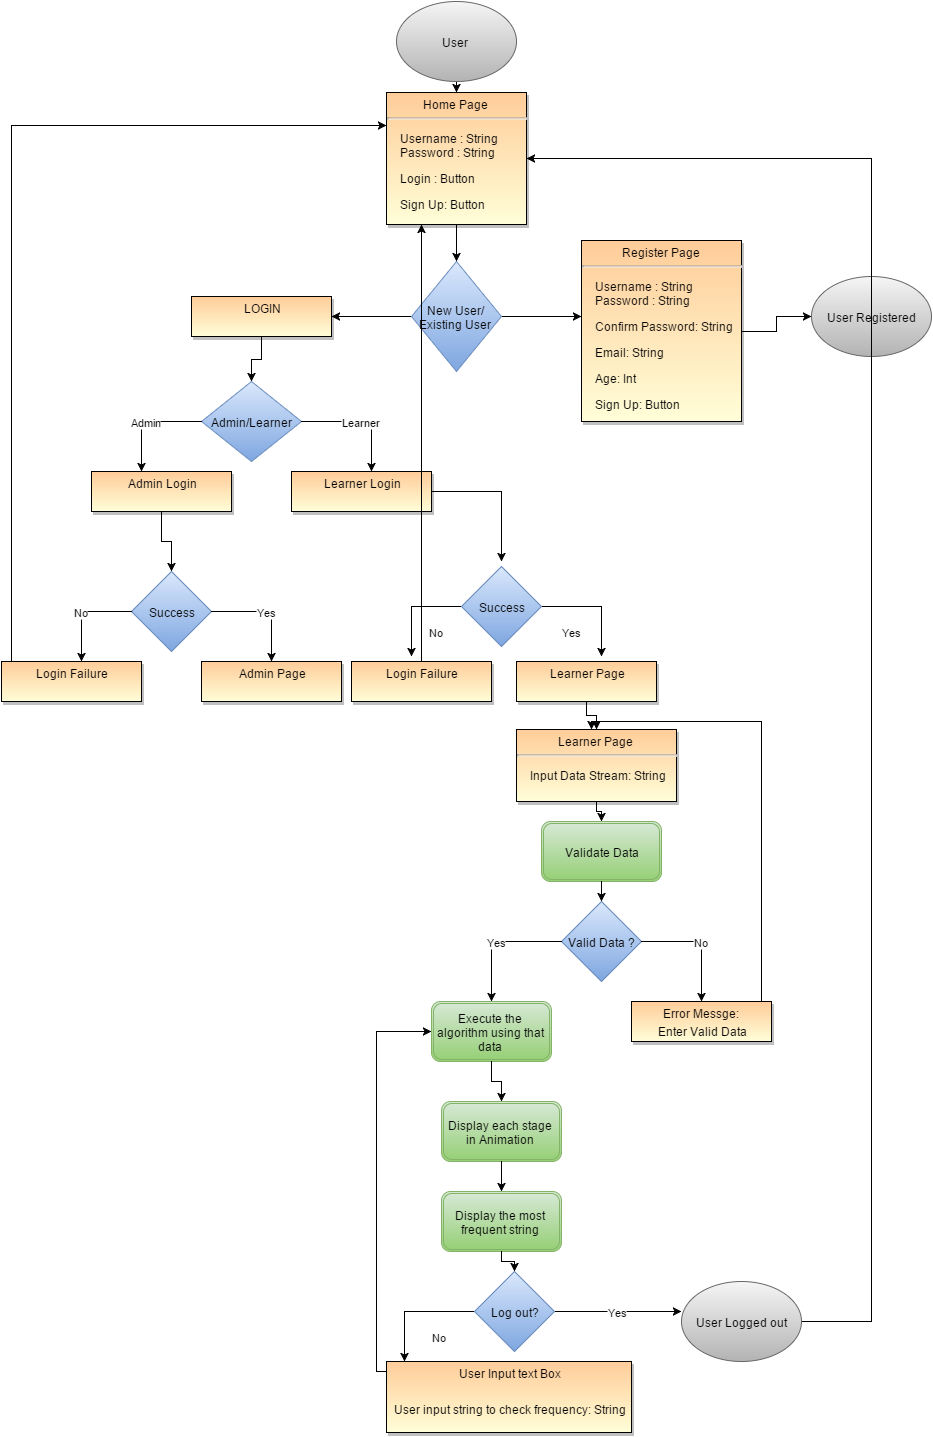 User
Home Page
Username : String
Password : String
Login : Button
Sign Up: Button
New User/
Existing User
Register Page
Username : String
Password : String
Confirm Password: String
Email: String
Age: Int
Sign Up: Button
User Registered
LOGIN
Admin/Learner
Admin
Learner
Admin Login
Learner Login
Success
No
Yes
Success
No
Yes
Login Failure
Admin Page
Login Failure
Learner Page
Learner Page
Input Data Stream: String
Validate Data
Valid Data ?
Yes
No
Execute the
algorithm using that
data
Error Messge:
Enter Valid Data
Display each stage
in Animation
Display the most
frequent string
Log out?
Yes
No
User Logged out
User Input text Box
User input string to check frequency: String